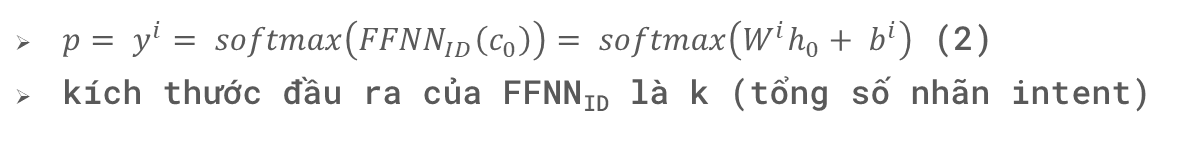 ➢ p = yⁱ = softmax(FFNN_ID(c₀)) = softmax(Wⁱh₀ + bⁱ) (2)
➢ kích thước đầu ra của FFNN_ID là k (tổng số nhãn intent)